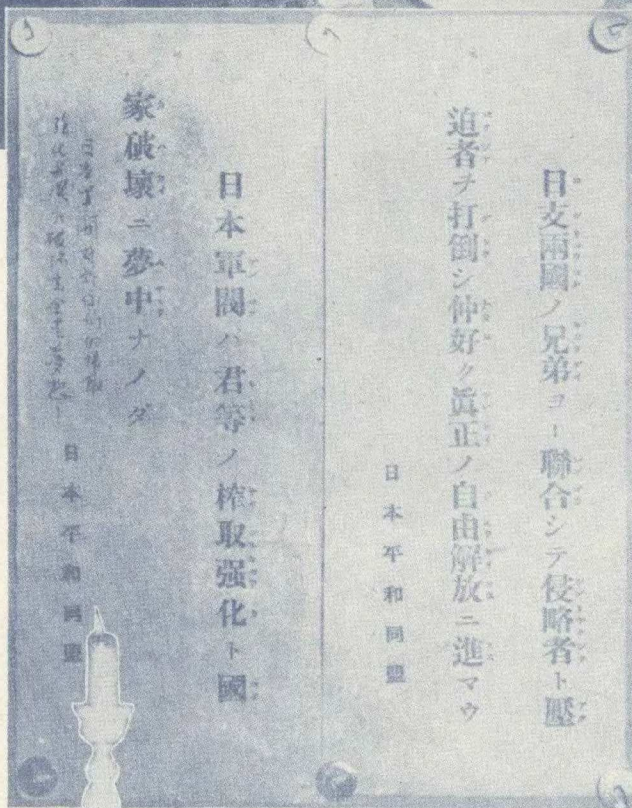 日支兩國ノ兄弟ヨー聯合シテ侵略者ト壓
迫者ヲ打倒シ仲好ク眞正ノ自由解放ニ進マウ
日本平和同盟
日本軍閥ハ君等ノ榨取强化ト國
家破壞ニ夢中ナノダ
日本平和同盟